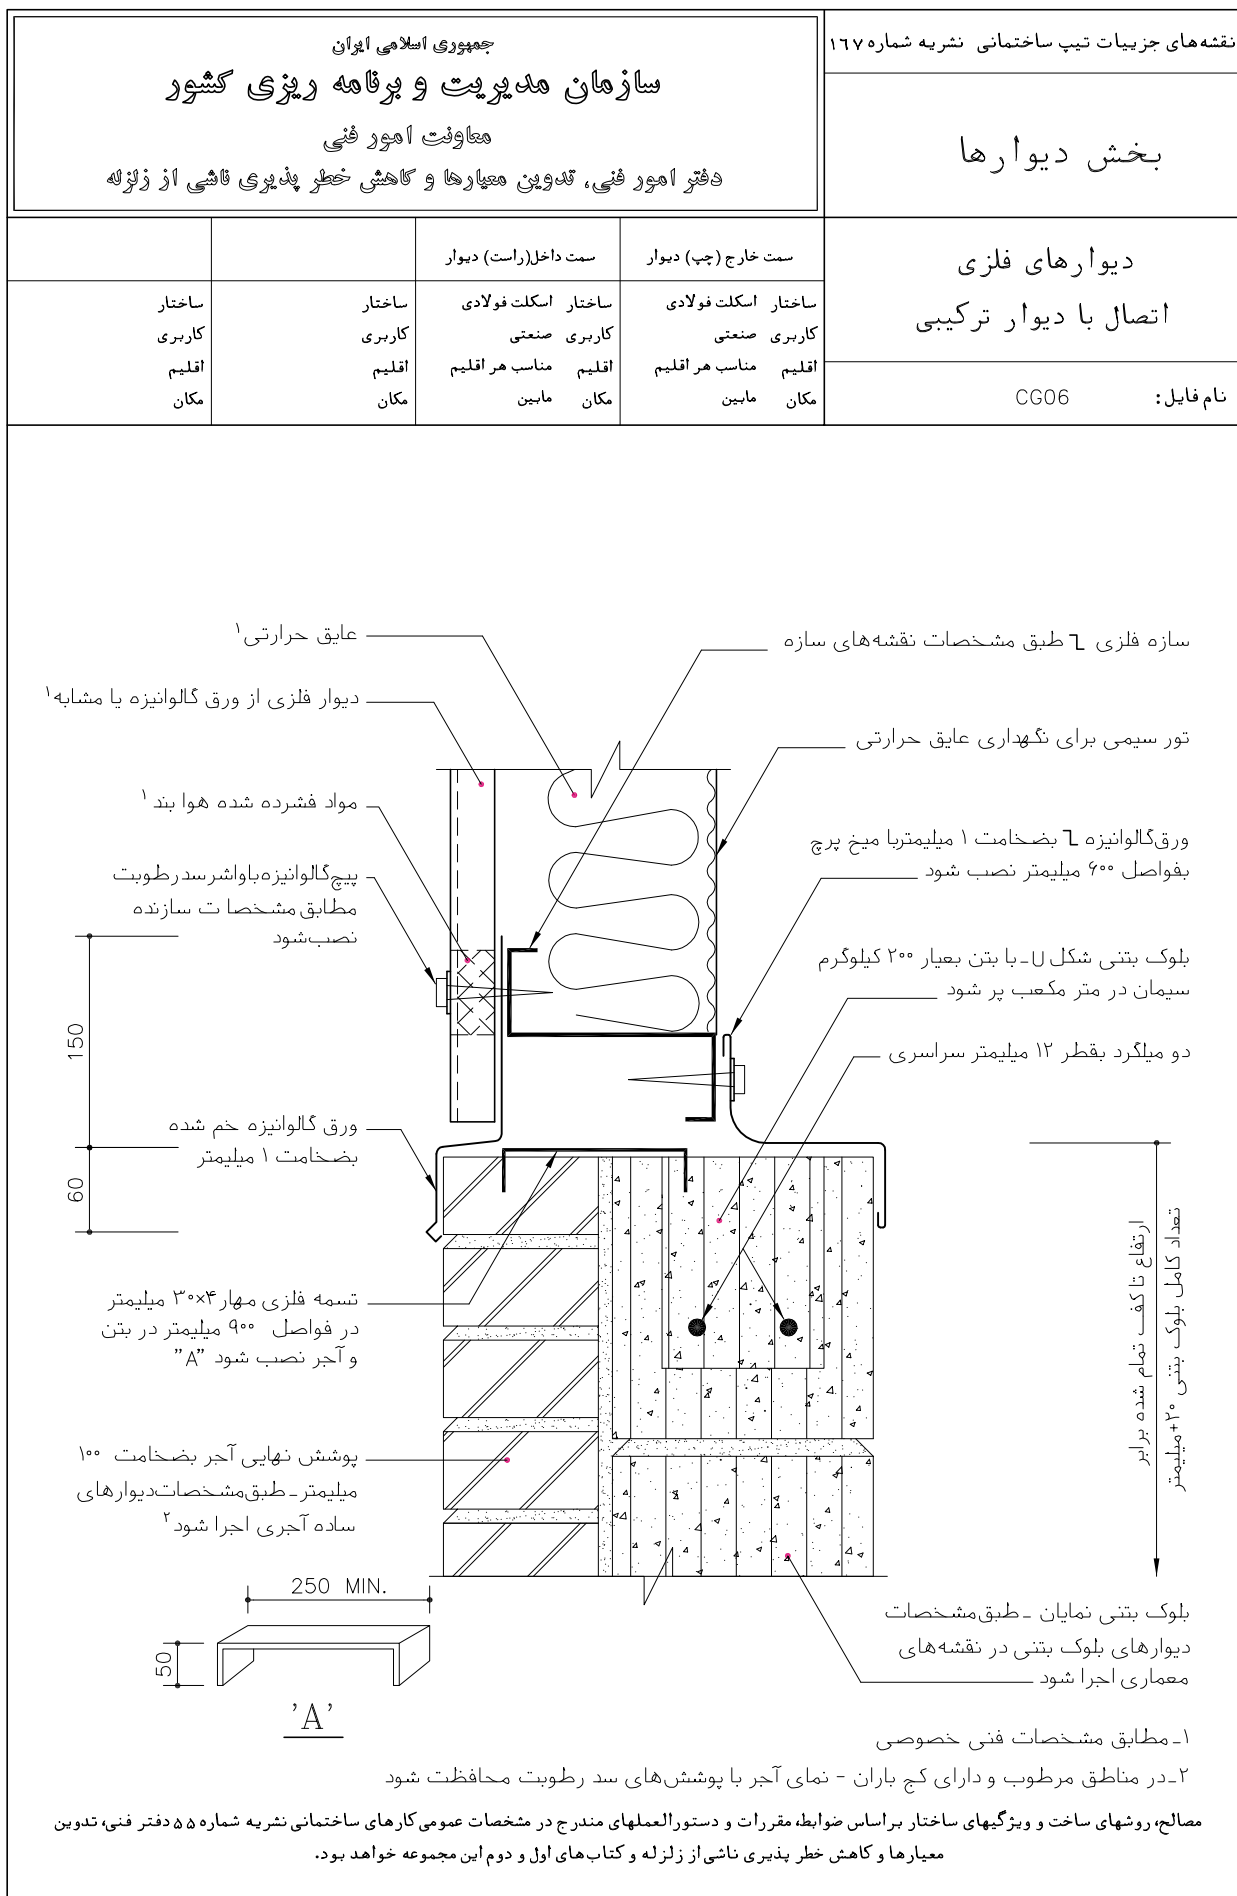 نقشه‌های جزییات تیپ ساختمانی نشریه شماره ۱۶۷
جمهوری اسلامی ایران
سازمان مدیریت و برنامه ریزی کشور
معاونت امور فنی
دفتر امور فنی، تدوین معیارها و کاهش خطر پذیری ناشی از زلزله
بخش دیوارها
دیوارهای فلزی
اتصال با دیوار ترکیبی
نام فایل: CG06
سمت خارج (چپ) دیوار
ساختار اسکلت فولادی
کاربری صنعتی
اقلیم مناسب هر اقلیم
مکان مابین
سمت داخل(راست) دیوار
ساختار اسکلت فولادی
کاربری صنعتی
اقلیم مناسب هر اقلیم
مکان مابین
ساختار
کاربری
اقلیم
مکان
ساختار
کاربری
اقلیم
مکان
سازه فلزی طبق مشخصات نقشه‌های سازه
تور سیمی برای نگهداری عایق حرارتی
ورق‌گالوانیزه بضخامت ۱ میلیمتربا میخ پرچ
بفواصل ۶۰۰ میلیمتر نصب شود
بلوک بتنی شکل U_ با بتن بعیار ۲۰۰ کیلوگرم
سیمان در متر مکعب پر شود
دو میلگرد بقطر ۱۲ میلیمتر سراسری
ارتفاع تا کف تمام شده برابر
تعداد کامل بلوک بتنی ۲۰+میلیمتر
بلوک بتنی نمایان _ طبق‌مشخصات
دیوارهای بلوک بتنی در نقشه‌های
معماری اجرا شود
عایق حرارتی۱
دیوار فلزی از ورق گالوانیزه یا مشابه۱
مواد فشرده شده هوا بند ۱
پیچ‌گالوانیزه‌باواشرسدرطوبت
مطابق مشخصا ت سازنده
نصب‌شود
150
60
ورق گالوانیزه خم شده
بضخامت ۱ میلیمتر
تسمه فلزی مهار۴×۳۰ میلیمتر
در فواصل ۹۰۰ میلیمتر در بتن
و آجر نصب شود "A"
پوشش نهایی آجر بضخامت ۱۰۰
میلیمتر_ طبق‌مشخصات‌دیوارهای
ساده آجری اجرا شود۲
250 MIN.
50
'A'
۱_ مطابق مشخصات فنی خصوصی
۲_در مناطق مرطوب و دارای کج باران - نمای آجر با پوشش‌های سد رطوبت محافظت شود
مصالح، روشهای ساخت و ویژگیهای ساختار براساس ضوابط، مقررات و دستورالعملهای مندرج در مشخصات عمومی کارهای ساختمانی نشریه شماره ۵۵ دفتر فنی، تدوین
معیارها و کاهش خطر پذیری ناشی از زلزله و کتاب‌های اول و دوم این مجموعه خواهد بود.